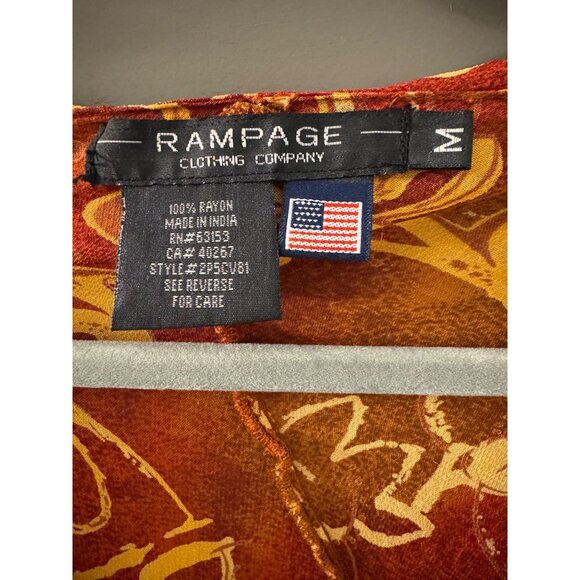 RAMPAGE
CLOTHING COMPANY
M
100% RAYON
MADE IN INDIA
RN#63153
CA# 40267
STYLE#2P5CV81
SEE REVERSE
FOR CARE